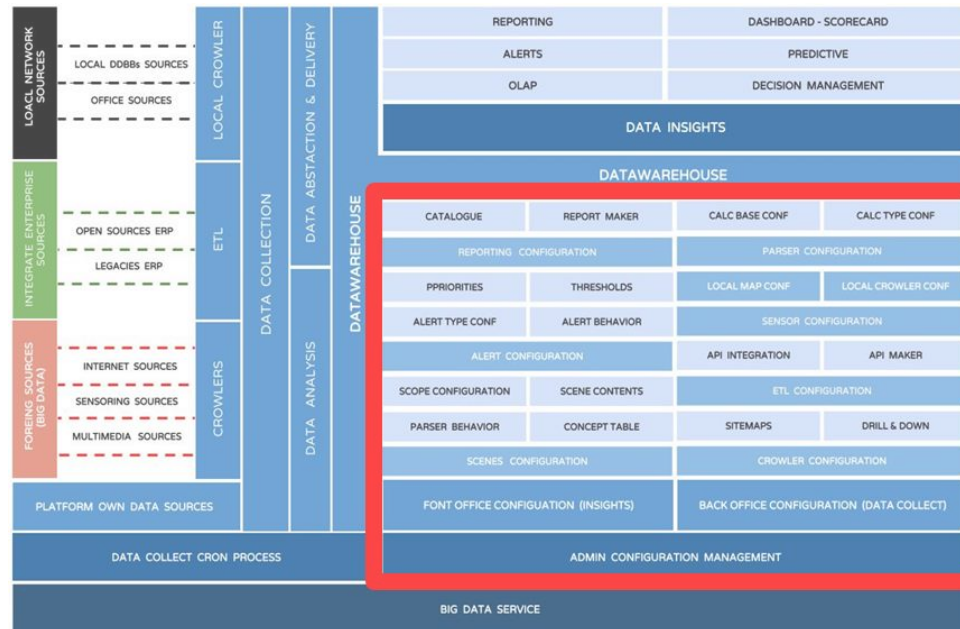 LOACL NETWORK
SOURCES
LOCAL DDBBs SOURCES
OFFICE SOURCES
LOCAL CROWLER
INTEGRATE ENTERPRISE
SOURCES
OPEN SOURCES ERP
LEGACIES ERP
ETL
FOREING SOURCES
(BIG DATA)
INTERNET SOURCES
SENSORING SOURCES
MULTIMEDIA SOURCES
CROWLERS
PLATFORM OWN DATA SOURCES
DATA COLLECTION
DATA ABSTACTION & DELIVERY
DATA ANALYSIS
DATAWAREHOUSE
REPORTING
DASHBOARD - SCORECARD
ALERTS
PREDICTIVE
OLAP
DECISION MANAGEMENT
DATA INSIGHTS
DATAWAREHOUSE
CATALOGUE
REPORT MAKER
CALC BASE CONF
CALC TYPE CONF
REPORTING CONFIGURATION
PARSER CONFIGURATION
PPRIORITIES
THRESHOLDS
LOCAL MAP CONF
LOCAL CROWLER CONF
ALERT TYPE CONF
ALERT BEHAVIOR
SENSOR CONFIGURATION
ALERT CONFIGURATION
API INTEGRATION
API MAKER
SCOPE CONFIGURATION
SCENE CONTENTS
ETL CONFIGURATION
PARSER BEHAVIOR
CONCEPT TABLE
SITEMAPS
DRILL & DOWN
SCENES CONFIGURATION
CROWLER CONFIGURATION
FONT OFFICE CONFIGUATION (INSIGHTS)
BACK OFFICE CONFIGURATION (DATA COLLECT)
DATA COLLECT CRON PROCESS
ADMIN CONFIGURATION MANAGEMENT
BIG DATA SERVICE